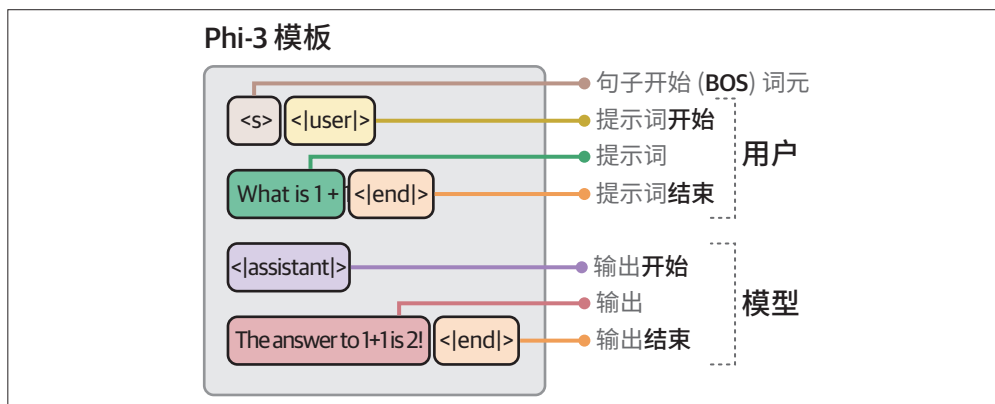 Phi-3 模板
句子开始 (BOS) 词元
<s> <|user|> 提示词开始
提示词
用户
What is 1 + <|end|> 提示词结束
<|assistant|> 输出开始
输出
模型
The answer to 1+1 is 2! <|end|> 输出结束